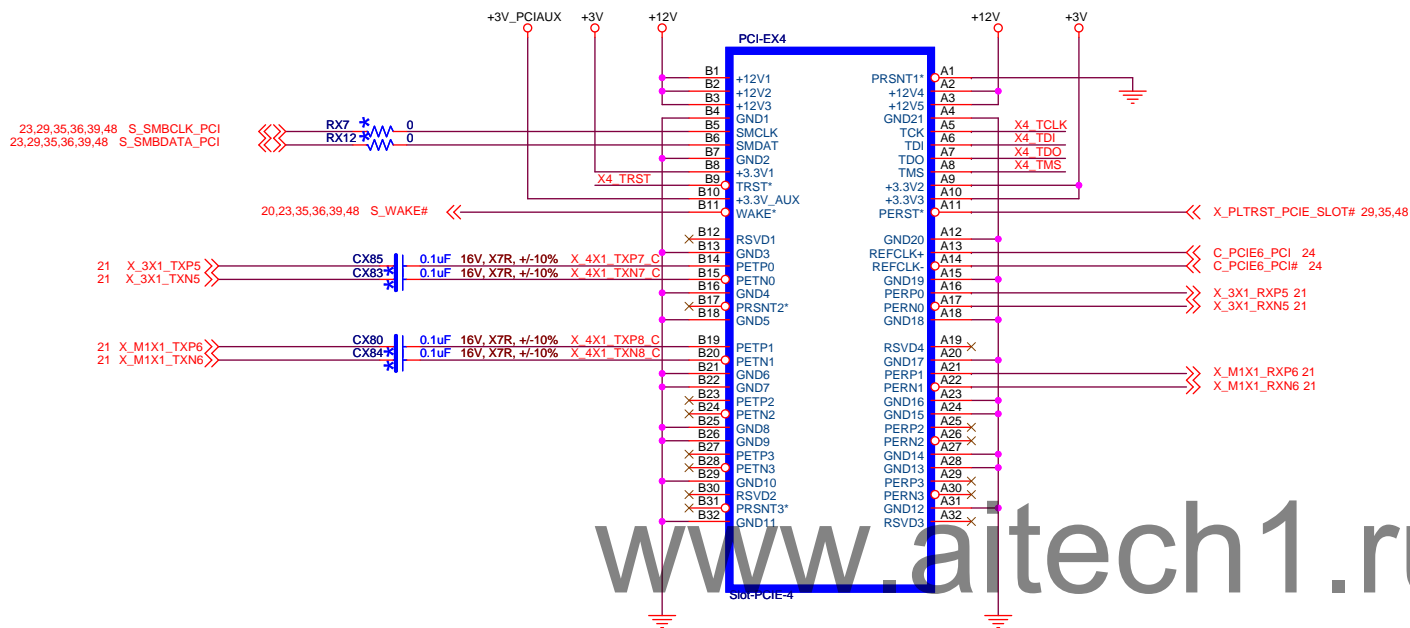 +3V_PCIAUX +3V +12V +12V +3V
PCI-EX4
B1 +12V1 PRSNT1* A1
B2 +12V2 +12V4 A2
B3 +12V3 +12V5 A3
B4 GND1 GND21 A4
23,29,35,36,39,48 S_SMBCLK_PCI RX7 * 0 B5 SMCLK TCK A5 X4_TCLK
23,29,35,36,39,48 S_SMBDATA_PCI RX12 * 0 B6 SMDAT TDI A6 X4_TDI
B7 GND2 TDO A7 X4_TDO
B8 +3.3V1 TMS A8 X4_TMS
X4_TRST B9 TRST* +3.3V2 A9
B10 +3.3V_AUX +3.3V3 A10
20,23,35,36,39,48 S_WAKE# B11 WAKE* PERST* A11 X_PLTRST_PCIE_SLOT# 29,35,48
B12 RSVD1 GND20 A12
B13 GND3 REFCLK+ A13 C_PCIE6_PCI 24
21 X_3X1_TXP5 CX85 0.1uF 16V, X7R, +/-10% X_4X1_TXP7_C B14 PETP0 REFCLK- A14 C_PCIE6_PCI# 24
21 X_3X1_TXN5 CX83 * 0.1uF 16V, X7R, +/-10% X_4X1_TXN7_C B15 PETN0 GND19 A15
* B16 GND4 PERP0 A16 X_3X1_RXP5 21
B17 PRSNT2* PERN0 A17 X_3X1_RXN5 21
B18 GND5 GND18 A18
21 X_M1X1_TXP6 CX80 0.1uF 16V, X7R, +/-10% X_4X1_TXP8_C B19 PETP1 RSVD4 A19
21 X_M1X1_TXN6 CX84 * 0.1uF 16V, X7R, +/-10% X_4X1_TXN8_C B20 PETN1 GND17 A20
* B21 GND6 PERP1 A21 X_M1X1_RXP6 21
B22 GND7 PERN1 A22 X_M1X1_RXN6 21
B23 PETP2 GND16 A23
B24 PETN2 GND15 A24
B25 GND8 PERP2 A25
B26 GND9 PERN2 A26
B27 PETP3 GND14 A27
B28 PETN3 GND13 A28
B29 GND10 PERP3 A29
B30 RSVD2 PERN3 A30
B31 PRSNT3* GND12 A31
B32 GND11 RSVD3 A32
www.aitech1.ru
Slot-PCIE-4